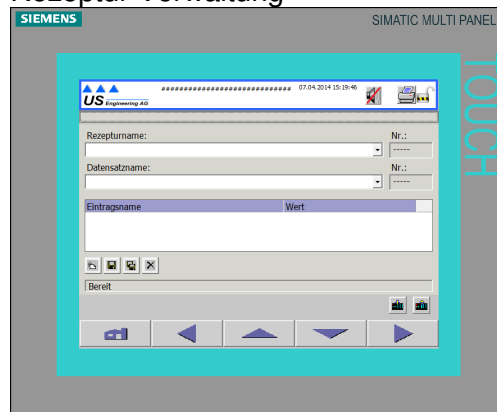 Rezeptur Verwaltung
SIEMENS
SIMATIC MULTI PANEL
TOUCH
US Engineering AG
############################## 07.04.2014 15:19:46
Rezepturname: Nr.:
-----
Datensatzname: Nr.:
-----
Eintragsname Wert
Bereit